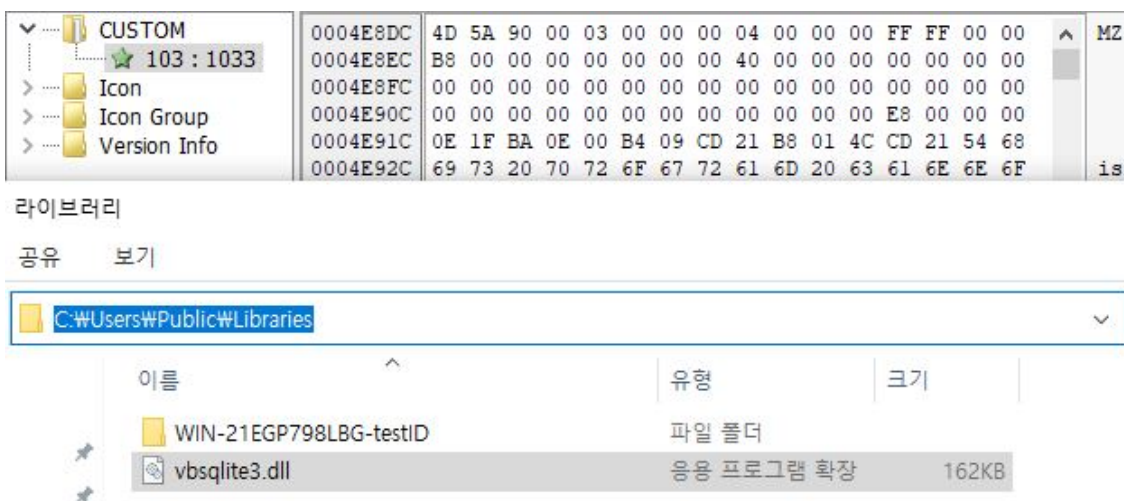 CUSTOM
103 : 1033
Icon
Icon Group
Version Info
0004E8DC 4D 5A 90 00 03 00 00 00 04 00 00 00 FF FF 00 00 MZ
0004E8EC B8 00 00 00 00 00 00 00 40 00 00 00 00 00 00 00
0004E8FC 00 00 00 00 00 00 00 00 00 00 00 00 00 00 00 00
0004E90C 00 00 00 00 00 00 00 00 00 00 00 00 E8 00 00 00
0004E91C 0E 1F BA 0E 00 B4 09 CD 21 B8 01 4C CD 21 54 68
0004E92C 69 73 20 70 72 6F 67 72 61 6D 20 63 61 6E 6E 6F is
라이브러리
공유 보기
C:₩Users₩Public₩Libraries
이름 유형 크기
WIN-21EGP798LBG-testID 파일 폴더
vbsqlite3.dll 응용 프로그램 확장 162KB